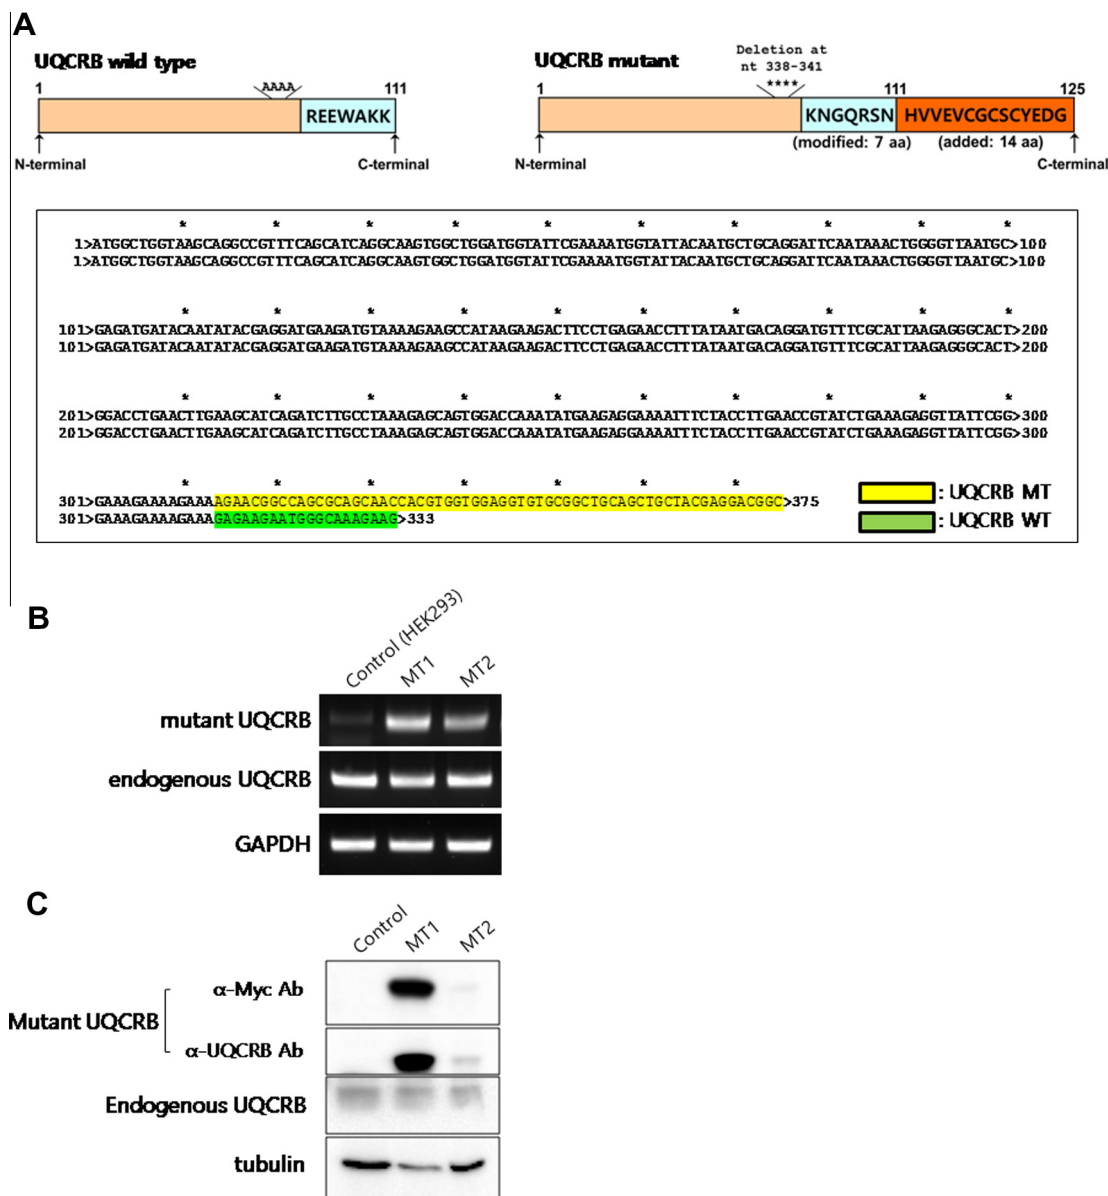 A
UQCRB wild type
1
AAAA
111
REEWAKK
N-terminal
C-terminal
UQCRB mutant
Deletion at
nt 338-341
****
1
111
125
KNGQRSN
HVVEVCGCSCYEDG
(modified: 7 aa)
(added: 14 aa)
N-terminal
C-terminal
* * * * * * * * * *
1>ATGGCTGGTAAGCAGGCCGTTTCAGCATCAGGCAAGTGGCTGGATGGTATTCGAAAATGGTATTACAATGCTGCAGGATTCAATAAACTGGGGTTAATGC>100
1>ATGGCTGGTAAGCAGGCCGTTTCAGCATCAGGCAAGTGGCTGGATGGTATTCGAAAATGGTATTACAATGCTGCAGGATTCAATAAACTGGGGTTAATGC>100
* * * * * * * * * *
101>GAGATGATACAATATACGAGGATGAAGATGTAAAAGAAGCCATAAGAAGACTTCCTGAGAACCTTTATAATGACAGGATGTTTCGCATTAAGAGGGCACT>200
101>GAGATGATACAATATACGAGGATGAAGATGTAAAAGAAGCCATAAGAAGACTTCCTGAGAACCTTTATAATGACAGGATGTTTCGCATTAAGAGGGCACT>200
* * * * * * * * * *
201>GGACCTGAACTTGAAGCATCAGATCTTGCCTAAAGAGCAGTGGACCAAATATGAAGAGGAAAATTTCTACCTTGAACCGTATCTGAAAGAGGTTATTCGG>300
201>GGACCTGAACTTGAAGCATCAGATCTTGCCTAAAGAGCAGTGGACCAAATATGAAGAGGAAAATTTCTACCTTGAACCGTATCTGAAAGAGGTTATTCGG>300
* * * * * * *
301>GAAAGAAAAGAAAAGAACGGCCAGCGCAGCAACCACGTGGTGGAGGTGTGCGGCTGCAGCTGCTACGAGGACGGC>375
301>GAAAGAAAAGAAAGAGAAGAATGGGCAAAGAAG>333
: UQCRB MT
: UQCRB WT
B
Control (HEK293)
MT1
MT2
mutant UQCRB
endogenous UQCRB
GAPDH
C
Control
MT1
MT2
α-Myc Ab
Mutant UQCRB
α-UQCRB Ab
Endogenous UQCRB
tubulin